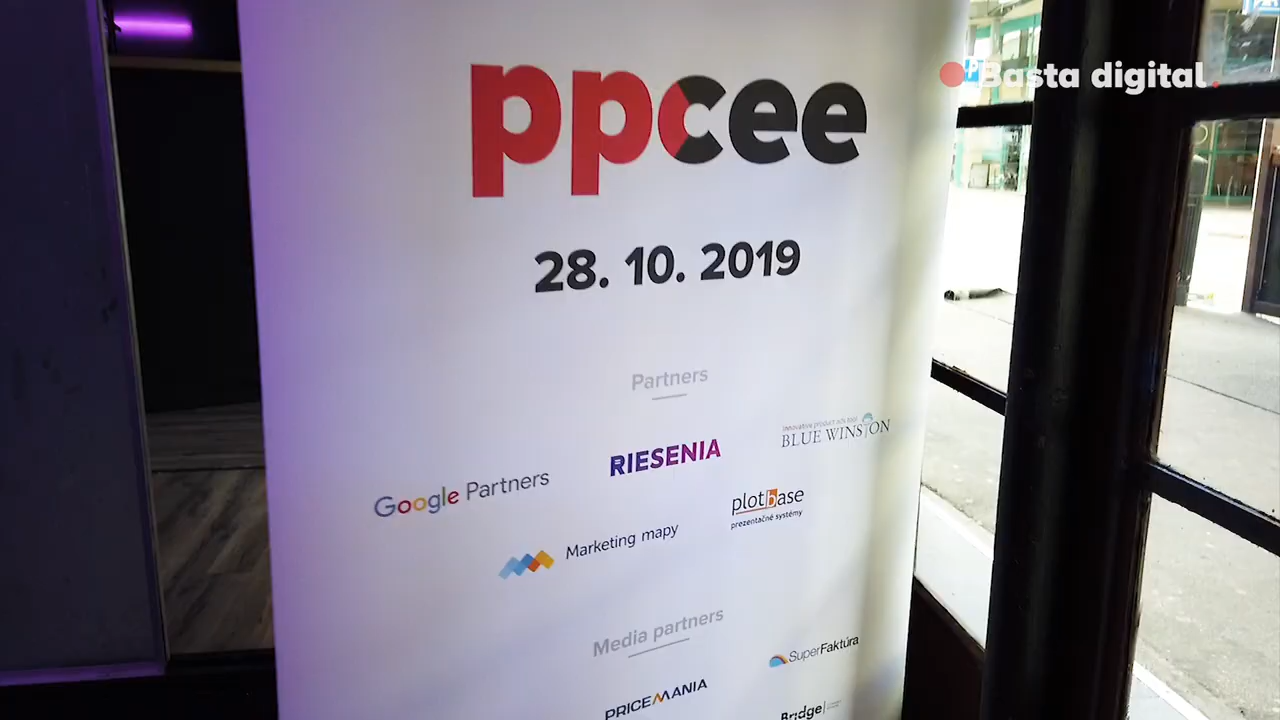 Basta digital.
ppcee
28. 10. 2019
Partners
Google Partners
RIESENIA
innovative product ads tool
BLUE WINSTON
Marketing mapy
plotbase
prezentačné systémy
Media partners
PRICEMANIA
SuperFaktúra
Bridge